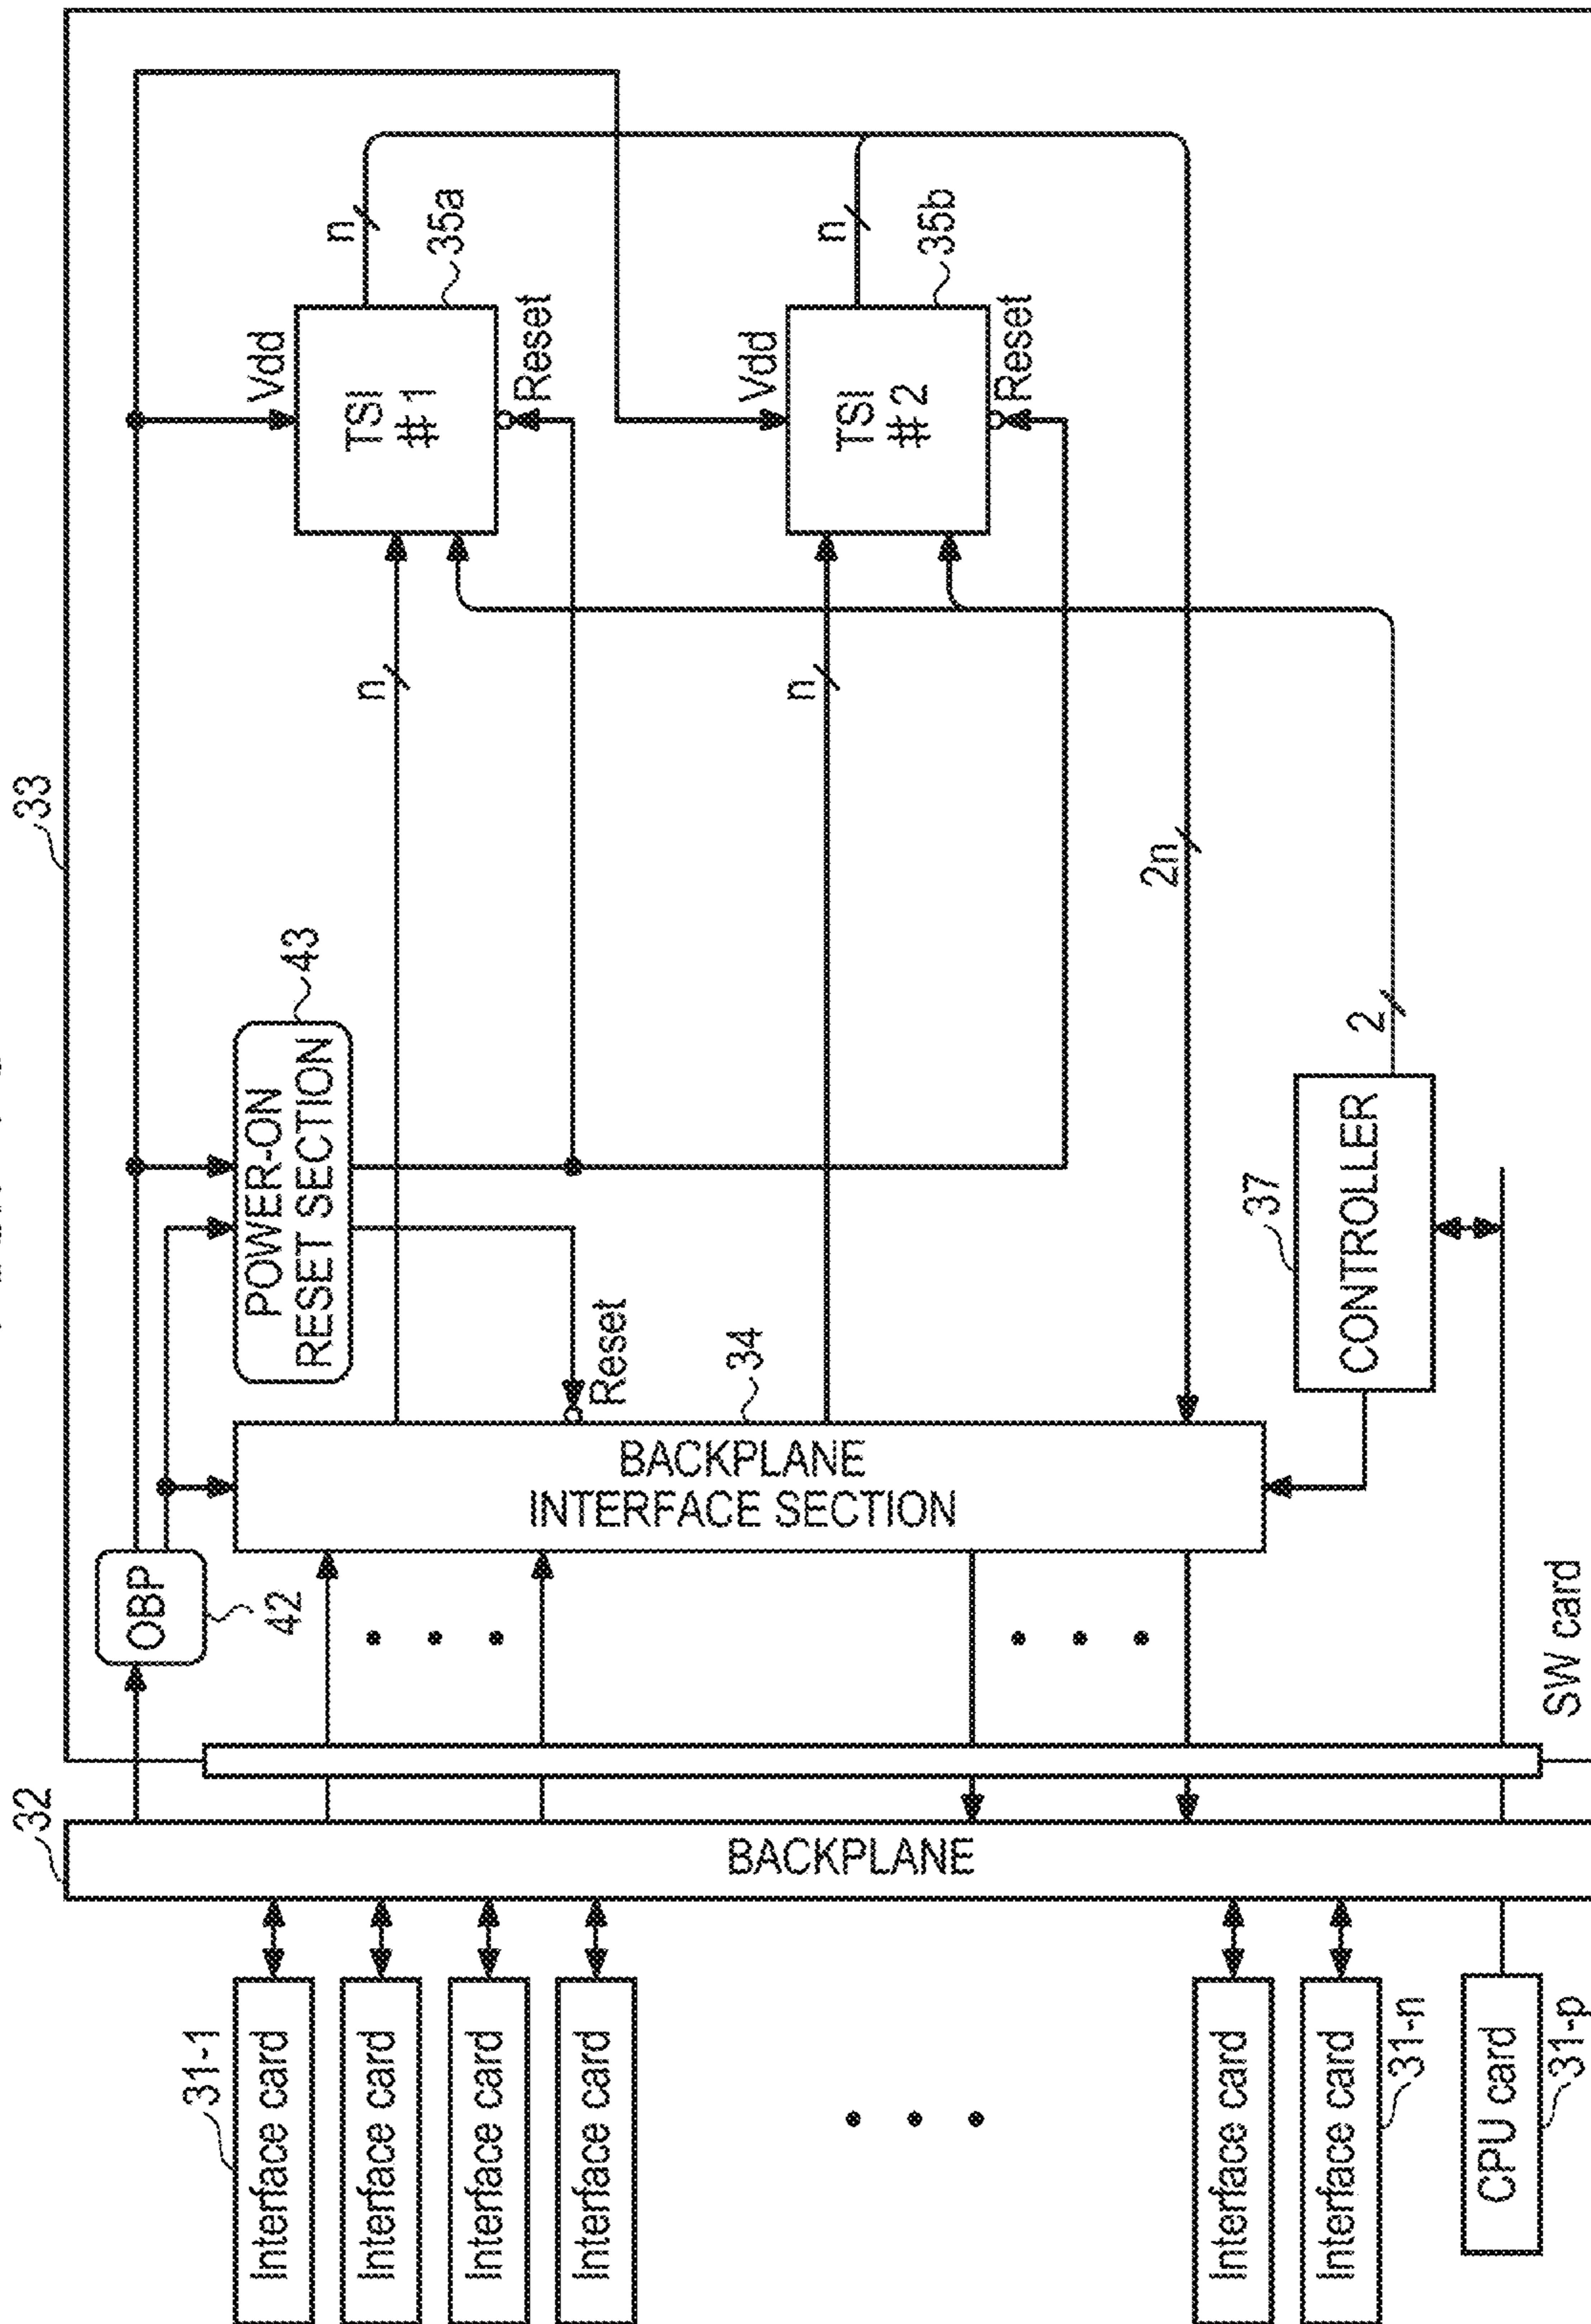 33
32
31-1
Interface card
Interface card
Interface card
Interface card
Interface card
Interface card
31-n
CPU card
31-p
BACKPLANE
OBP
42
BACKPLANE
INTERFACE SECTION
34
Reset
POWER-ON
RESET SECTION
43
37
CONTROLLER
2
n
n
2n
Vdd
TSI
#1
35a
Reset
n
Vdd
TSI
#2
35b
Reset
n
SW card